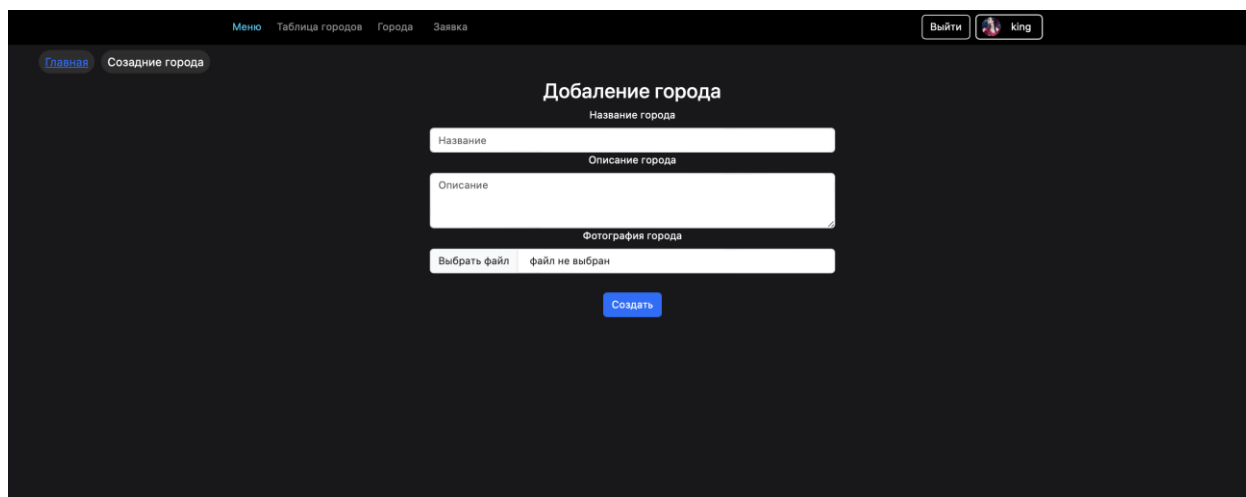 Меню Таблица городов Города Заявка Выйти king
Главная Созадние города
Добаление города
Название города
Название
Описание города
Описание
Фотография города
Выбрать файл файл не выбран
Создать